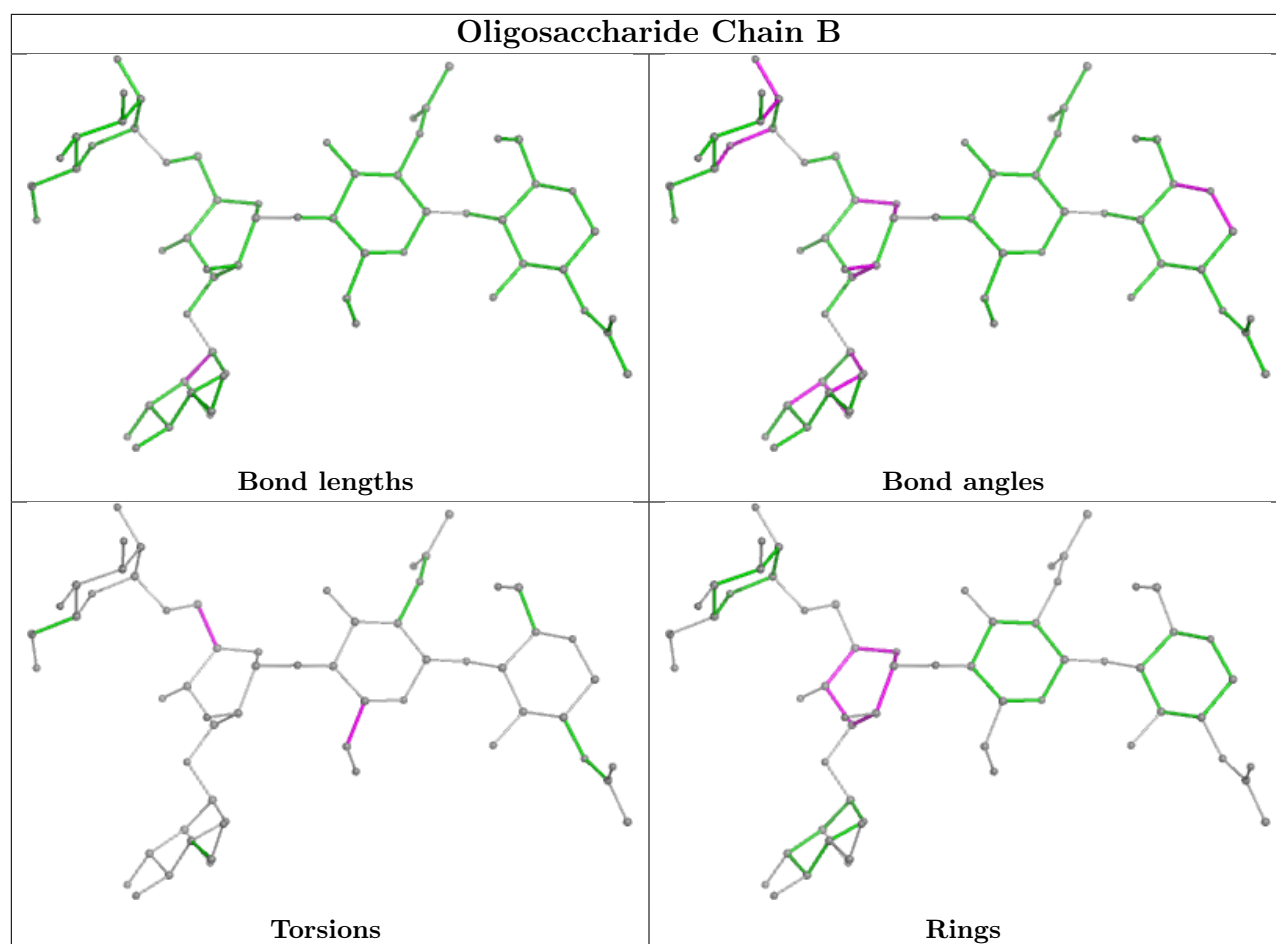 Oligosaccharide Chain B
Bond lengths
Bond angles
Torsions
Rings